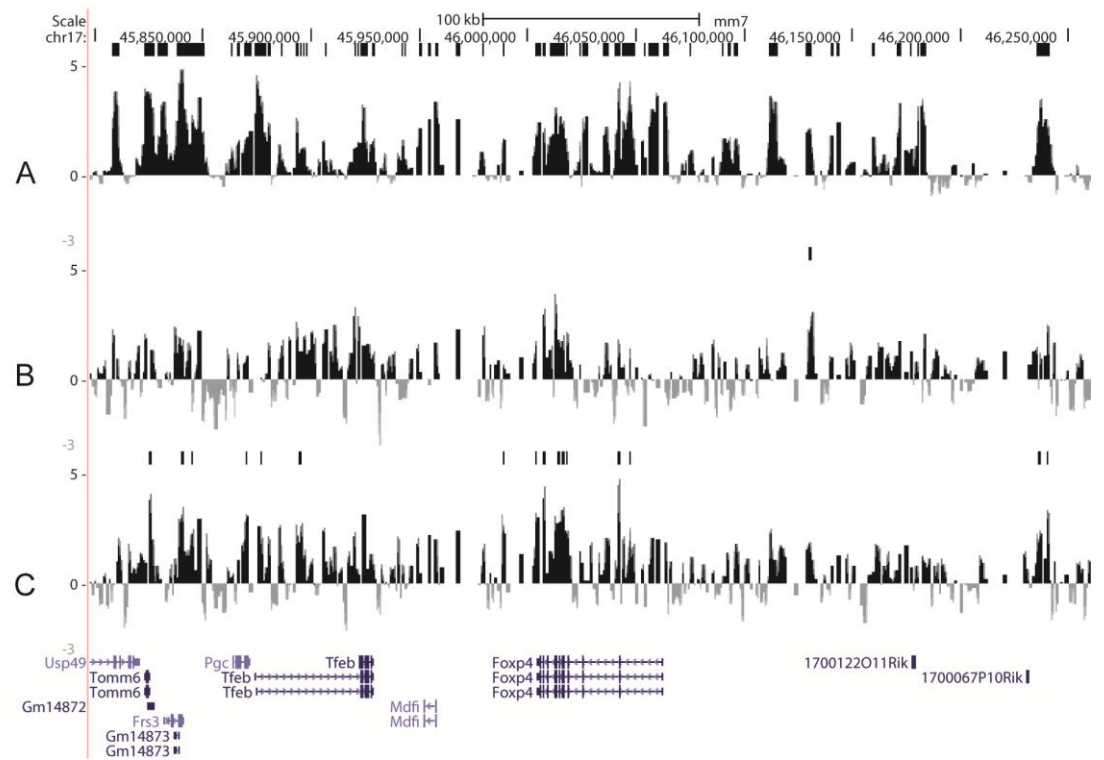 Scale 100 kb mm7
chr17: 45,850,000 45,900,000 45,950,000 46,000,000 46,050,000 46,100,000 46,150,000 46,200,000 46,250,000
5
A
0
-3
5
B
0
-3
5
C
0
-3
Usp49 Pgc Tfeb Foxp4 1700122O11Rik
Tomm6 Tfeb Foxp4 1700067P10Rik
Tomm6 Tfeb Foxp4
Gm14872 Mdfi
Frs3 Mdfi
Gm14873
Gm14873